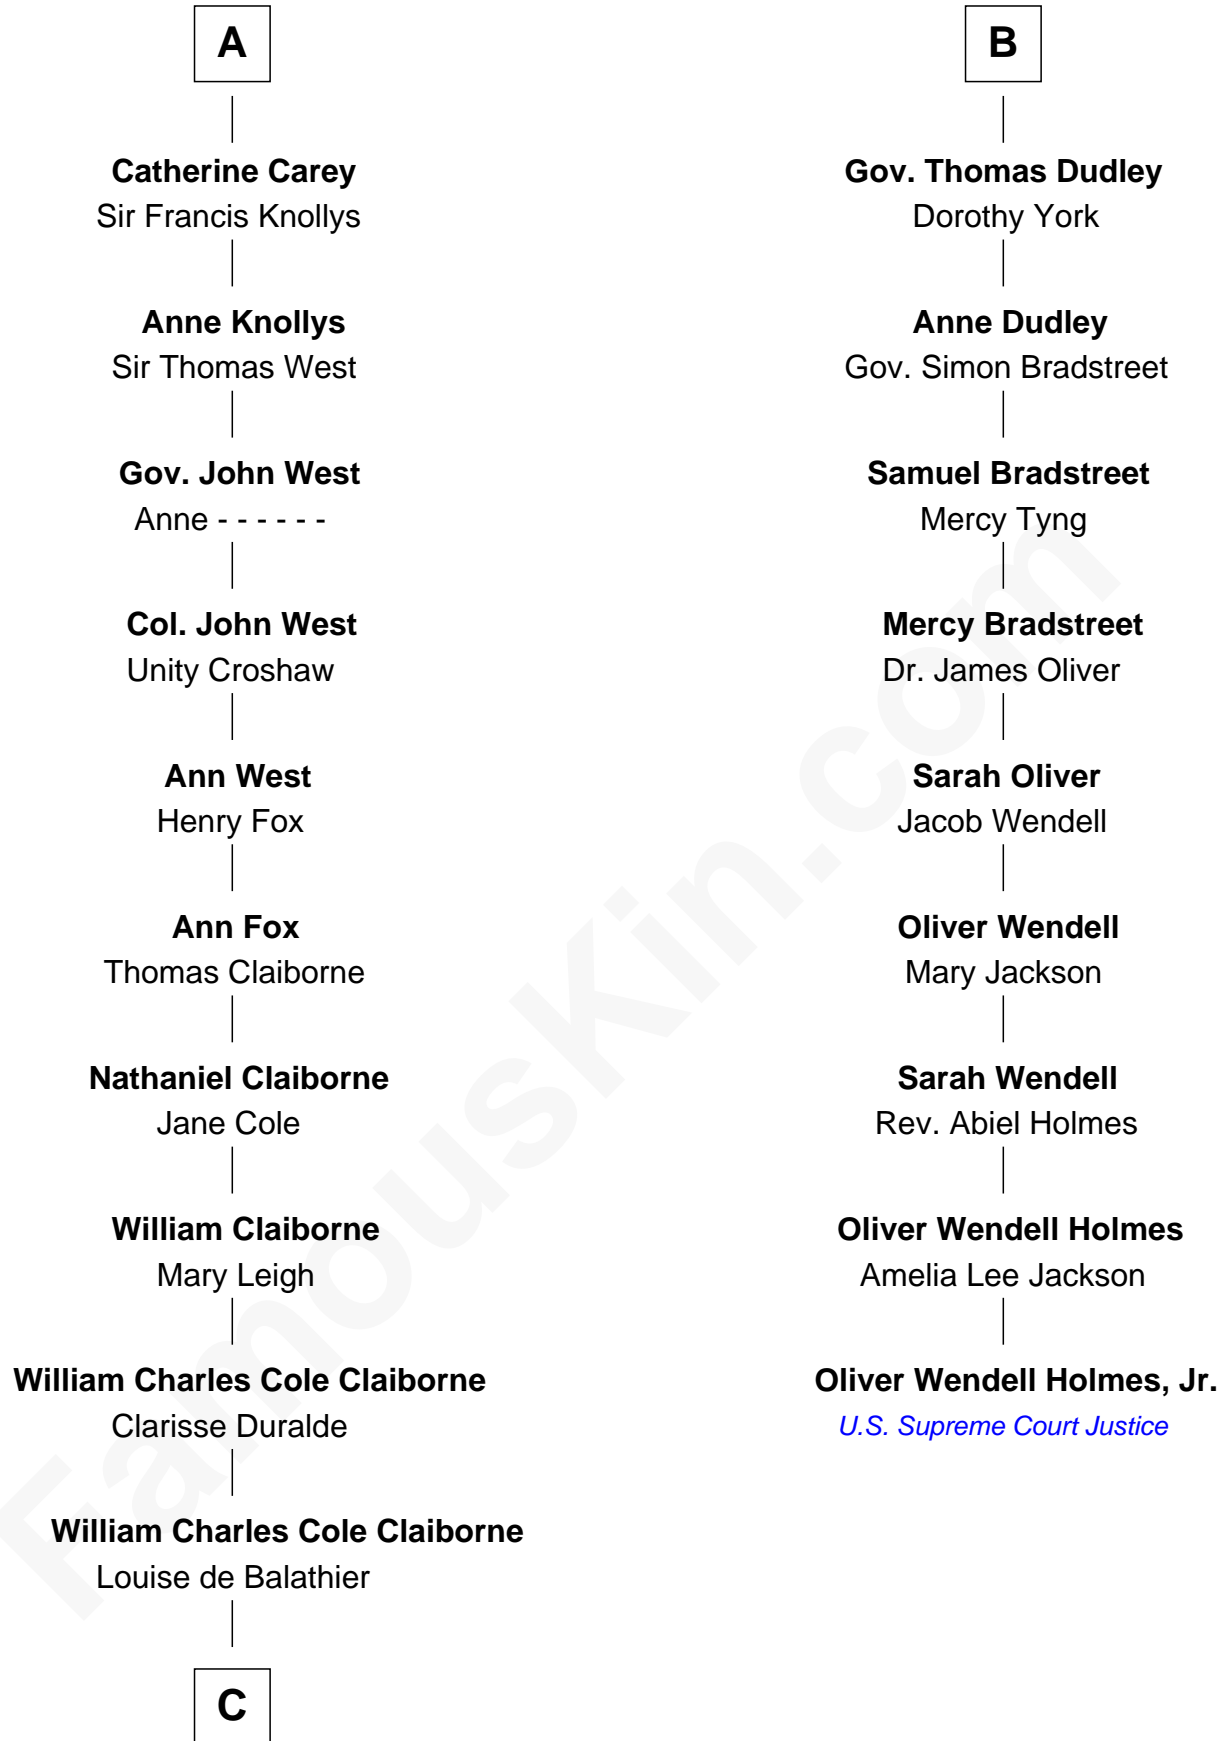 A
Catherine Carey
Sir Francis Knollys
Anne Knollys
Sir Thomas West
Gov. John West
Anne - - - - - -
Col. John West
Unity Croshaw
Ann West
Henry Fox
Ann Fox
Thomas Claiborne
Nathaniel Claiborne
Jane Cole
William Claiborne
Mary Leigh
William Charles Cole Claiborne
Clarisse Duralde
William Charles Cole Claiborne
Louise de Balathier
C
B
Gov. Thomas Dudley
Dorothy York
Anne Dudley
Gov. Simon Bradstreet
Samuel Bradstreet
Mercy Tyng
Mercy Bradstreet
Dr. James Oliver
Sarah Oliver
Jacob Wendell
Oliver Wendell
Mary Jackson
Sarah Wendell
Rev. Abiel Holmes
Oliver Wendell Holmes
Amelia Lee Jackson
Oliver Wendell Holmes, Jr.
U.S. Supreme Court Justice
FamousKin.com